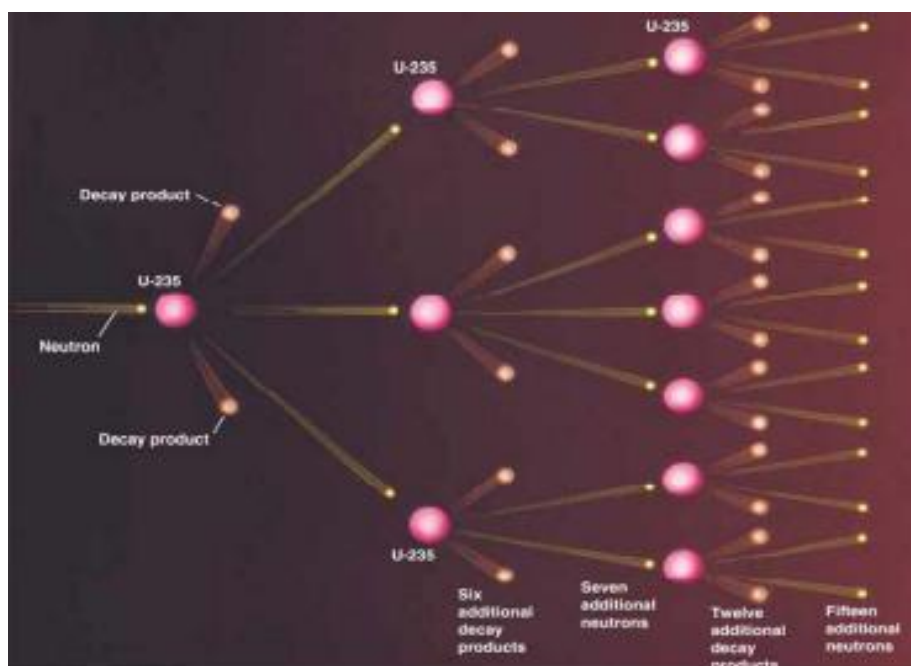 U-235
U-235
Decay product
U-235
Neutron
Decay product
U-235
Six
additional
decay
products
Seven
additional
neutrons
Twelve
additional
decay
products
Fifteen
additional
neutrons